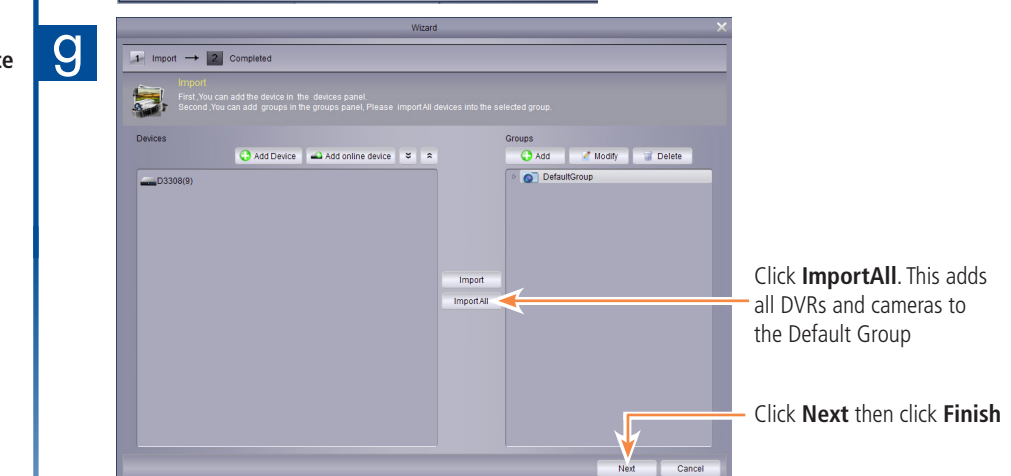 te
g
Wizard
1 Import → 2 Completed
Import
First ,You can add the device in the devices panel.
Second ,You can add groups in the groups panel, Please importAll devices into the selected group.
Devices
Groups
Add Device Add online device
Add Modify Delete
D3308(9)
DefaultGroup
Import
ImportAll
Click ImportAll. This adds
all DVRs and cameras to
the Default Group
Click Next then click Finish
Next Cancel